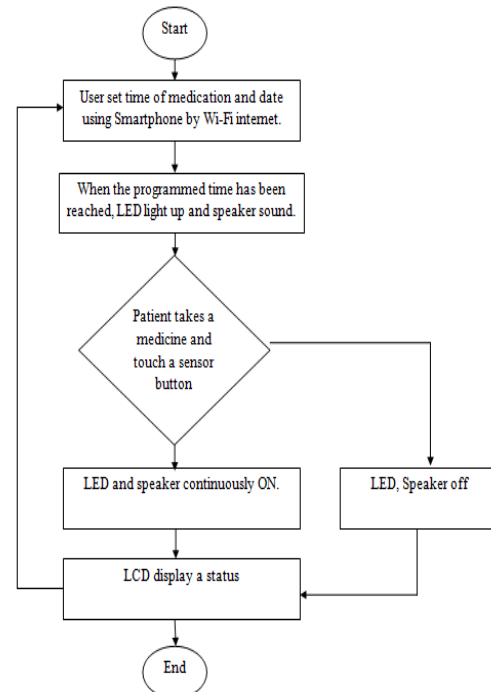 Start
User set time of medication and date
using Smartphone by Wi-Fi internet.
When the programmed time has been
reached, LED light up and speaker sound.
Patient takes a
medicine and
touch a sensor
button
LED and speaker continuously ON.
LED, Speaker off
LCD display a status
End